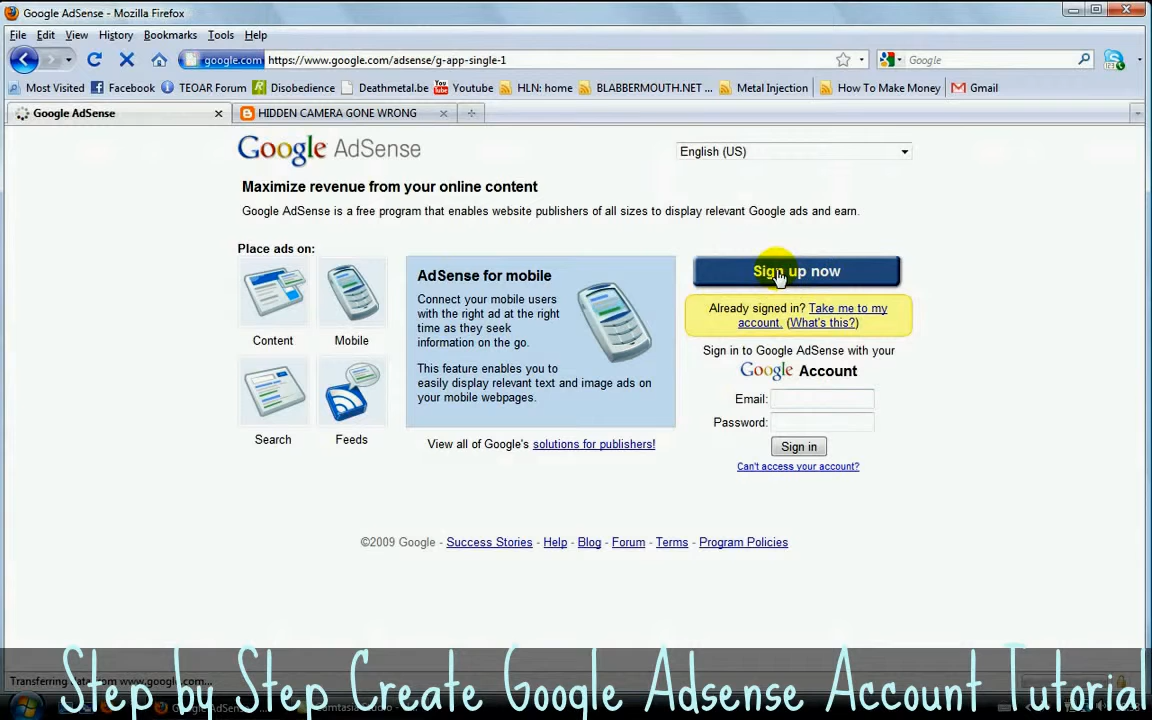 Google AdSense - Mozilla Firefox
File Edit View History Bookmarks Tools Help
google.com https://www.google.com/adsense/g-app-single-1
Google
Most Visited Facebook TEOAR Forum Disobedience Deathmetal.be Youtube HLN: home BLABBERMOUTH.NET ... Metal Injection How To Make Money Gmail
Google AdSense HIDDEN CAMERA GONE WRONG
Google AdSense
English (US)
Maximize revenue from your online content
Google AdSense is a free program that enables website publishers of all sizes to display relevant Google ads and earn.
Place ads on:
Content
Mobile
Search
Feeds
AdSense for mobile
Connect your mobile users
with the right ad at the right
time as they seek
information on the go.
This feature enables you to
easily display relevant text and image ads on
your mobile webpages.
View all of Google's solutions for publishers!
Sign up now
Already signed in? Take me to my
account. (What's this?)
Sign in to Google AdSense with your
Google Account
Email:
Password:
Sign in
Can't access your account?
©2009 Google - Success Stories - Help - Blog - Forum - Terms - Program Policies
Step by Step Create Google Adsense Account Tutorial